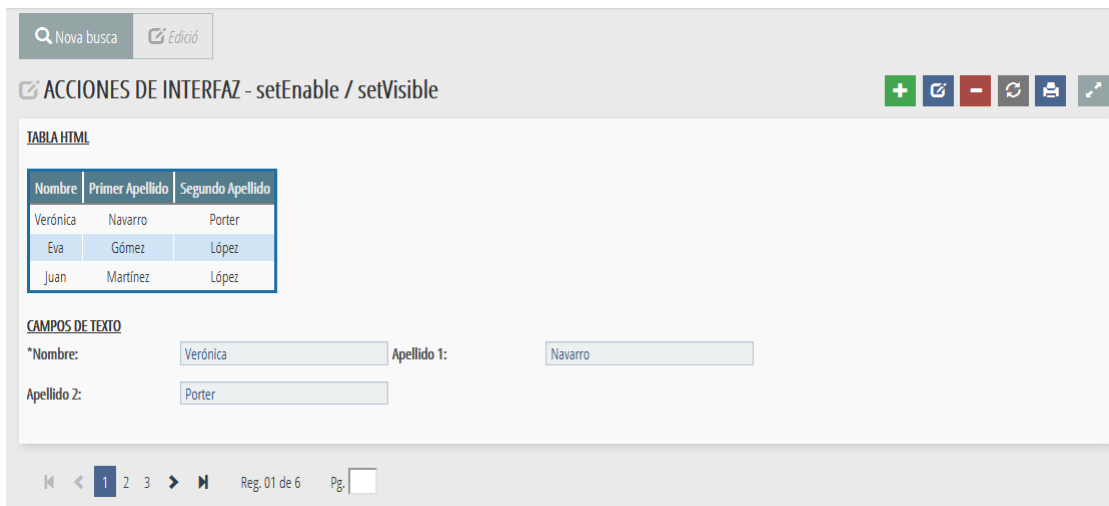 Nova busca Edició
ACCIONES DE INTERFAZ - setEnable / setVisible
TABLA HTML
Nombre Primer Apellido Segundo Apellido
Verónica Navarro Porter
Eva Gómez López
Juan Martínez López
CAMPOS DE TEXTO
*Nombre: Verónica Apellido 1: Navarro
Apellido 2: Porter
1 2 3 Reg. 01 de 6 Pg.